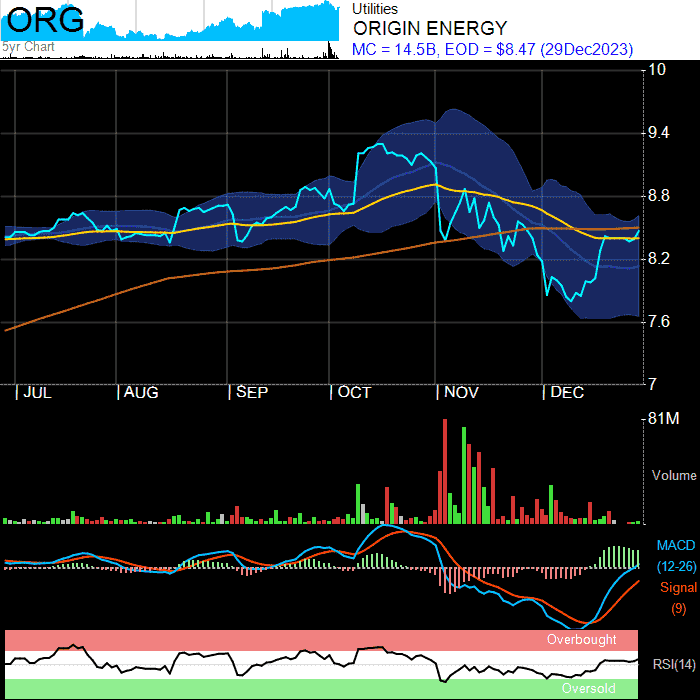 ORG
5yr Chart
Utilities
ORIGIN ENERGY
MC = 14.5B, EOD = $8.47 (29Dec2023)
10
9.4
8.8
8.2
7.6
7
JUL AUG SEP OCT NOV DEC
81M
Volume
MACD
(12-26)
Signal
(9)
Overbought
RSI(14)
Oversold